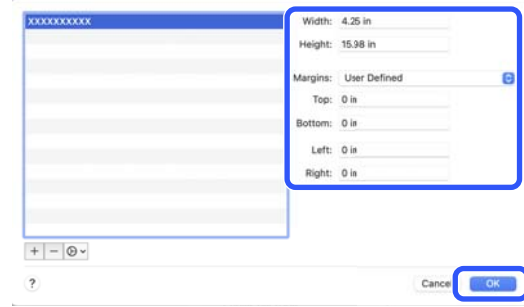 XXXXXXXXXX
Width: 4.25 in
Height: 15.98 in
Margins: User Defined
Top: 0 in
Bottom: 0 in
Left: 0 in
Right: 0 in
+ −
?
Cance OK